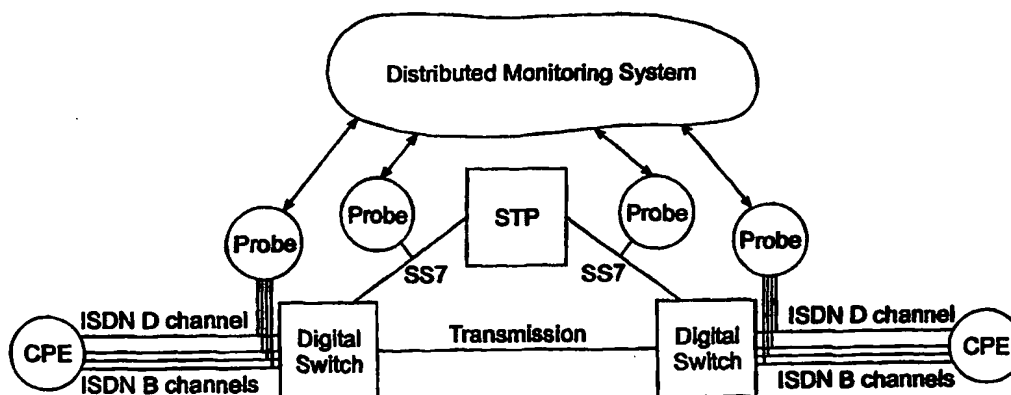 Distributed Monitoring System
Probe
STP
Probe
Probe
Probe
SS7
SS7
ISDN D channel
ISDN D channel
CPE
Digital
Switch
Transmission
Digital
Switch
CPE
ISDN B channels
ISDN B channels